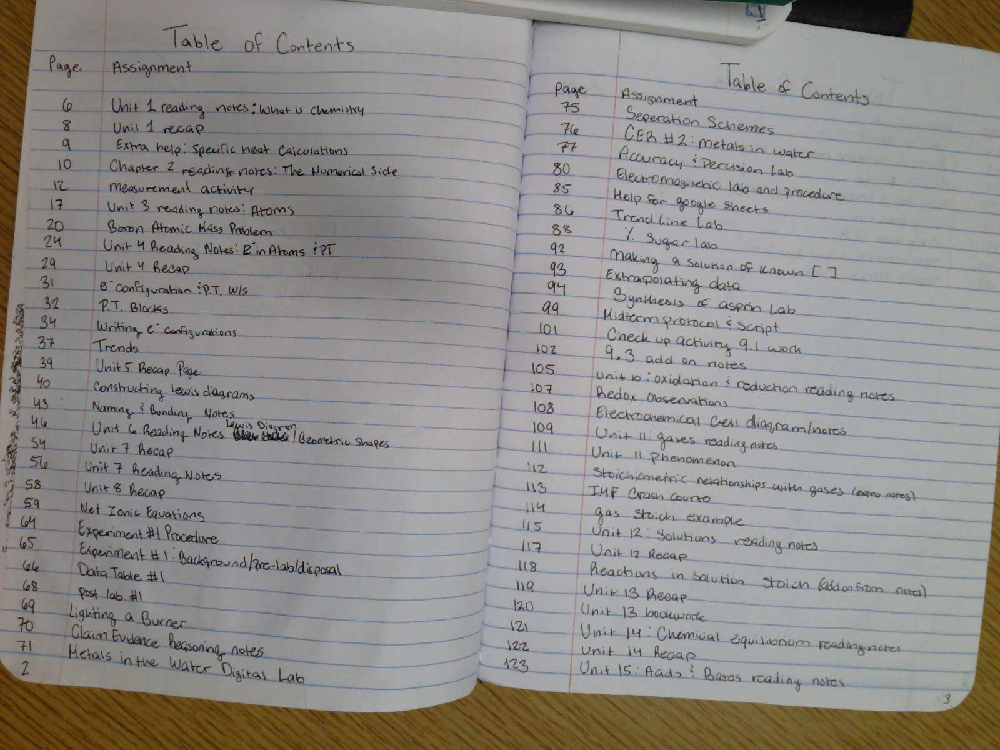 Table of Contents
Page Assignment
6 Unit 1 reading notes: What is Chemistry
8 Unit 1 recap
9 Extra help: Specific heat Calculations
10 Chapter 2 reading notes: The Numerical Side
12 measurement activity
17 Unit 3 reading notes: Atoms
20 Boron Atomic Mass Problem
24 Unit 4 Reading Notes: E⁻ in Atoms & PT
29 Unit 4 Recap
31 e⁻ configuration & P.T. W/s
32 P.T. Blocks
34 Writing e⁻ configurations
37 Trends
39 Unit 5 Recap Page
40 Constructing Lewis diagrams
43 Naming & Bonding Notes
46 Unit 6 Reading Notes Lewis Diagram / Geometric Shapes
54 Unit 7 Recap
56 Unit 7 Reading Notes
58 Unit 8 Recap
59 Net Ionic Equations
64 Experiment #1 Procedure
65 Experiment #1: Background/Pre-lab/disposal
66 Data Table #1
68 post lab #1
69 Lighting a Burner
70 Claim Evidence Reasoning notes
71 Metals in the Water Digital Lab
2
Table of Contents
Page Assignment
75 Seperation Schemes
76 CER #2: metals in water
77 Accuracy & Percision Lab
80 Electromagnetic lab and procedure
85 Help for google sheets
86 Trend Line Lab
88 % Sugar lab
92 Making a solution of known [ ]
93 Extrapolating data
94 Synthesis of asprin Lab
99 Midterm protocol & Script
101 Check up activity 9.1 work
102 9.3 add on notes
105 Unit 10: oxidation & reduction reading notes
107 Redox observations
108 Electrochemical Cell diagram/notes
109 Unit 11: gases reading notes
111 Unit 11 phenomenon
112 Stoichiometric relationships with gases (extra notes)
113 IMF Crash course
114 gas stoich example
115 Unit 12: Solutions reading notes
117 Unit 12 Recap
118 Reactions in solution stoich (add on from notes)
119 Unit 13 Recap
120 Unit 13 bookwork
121 Unit 14: Chemical equilibrium reading notes
122 Unit 14 Recap
123 Unit 15: Acids & Bases reading notes
3